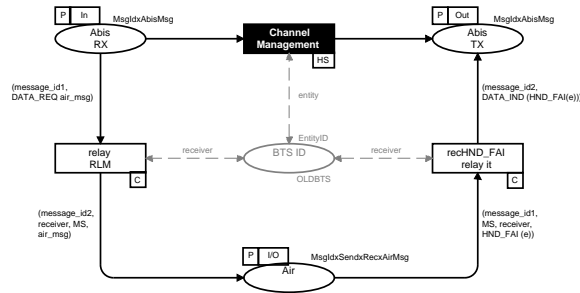 P In MsgIdxAbisMsg
P Out MsgIdxAbisMsg
Abis
RX
Channel
Management
HS
Abis
TX
(message_id1,
DATA_REQ air_msg)
entity
(message_id2,
DATA_IND (HND_FAI(e))
EntityID
relay
RLM
C
receiver
BTS ID
receiver
OLDBTS
recHND_FAI
relay it
C
(message_id2,
receiver, MS,
air_msg)
(message_id1,
MS, receiver,
HND_FAI (e))
P I/O MsgIdxSendxRecxAirMsg
Air